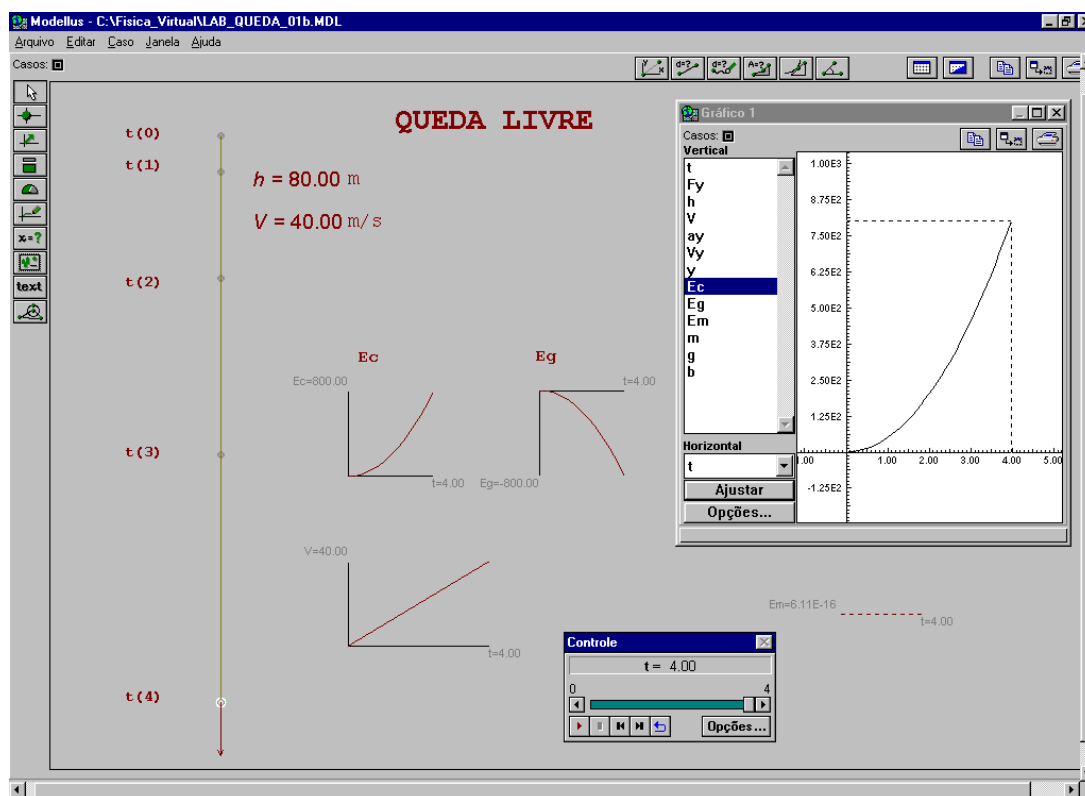 Modellus - C:\Fisica_Virtual\LAB_QUEDA_01b.MDL
Arquivo Editar Caso Janela Ajuda
Casos:
d=? d=? A=?
x=?
text
QUEDA LIVRE
t(0)
t(1)
h = 80.00 m
V = 40.00 m/s
t(2)
t(3)
t(4)
Ec
Ec=800.00
t=4.00
Eg
t=4.00
Eg=-800.00
V=40.00
t=4.00
Gráfico 1
Casos:
Vertical
t
Fy
h
V
ay
Vy
y
Ec
Eg
Em
m
g
b
Horizontal
t
Ajustar
Opções...
1.00E3
8.75E2
7.50E2
6.25E2
5.00E2
3.75E2
2.50E2
1.25E2
1.00 1.00 2.00 3.00 4.00 5.00
-1.25E2
Em=6.11E-16
t=4.00
Controle
t = 4.00
0 4
Opções...